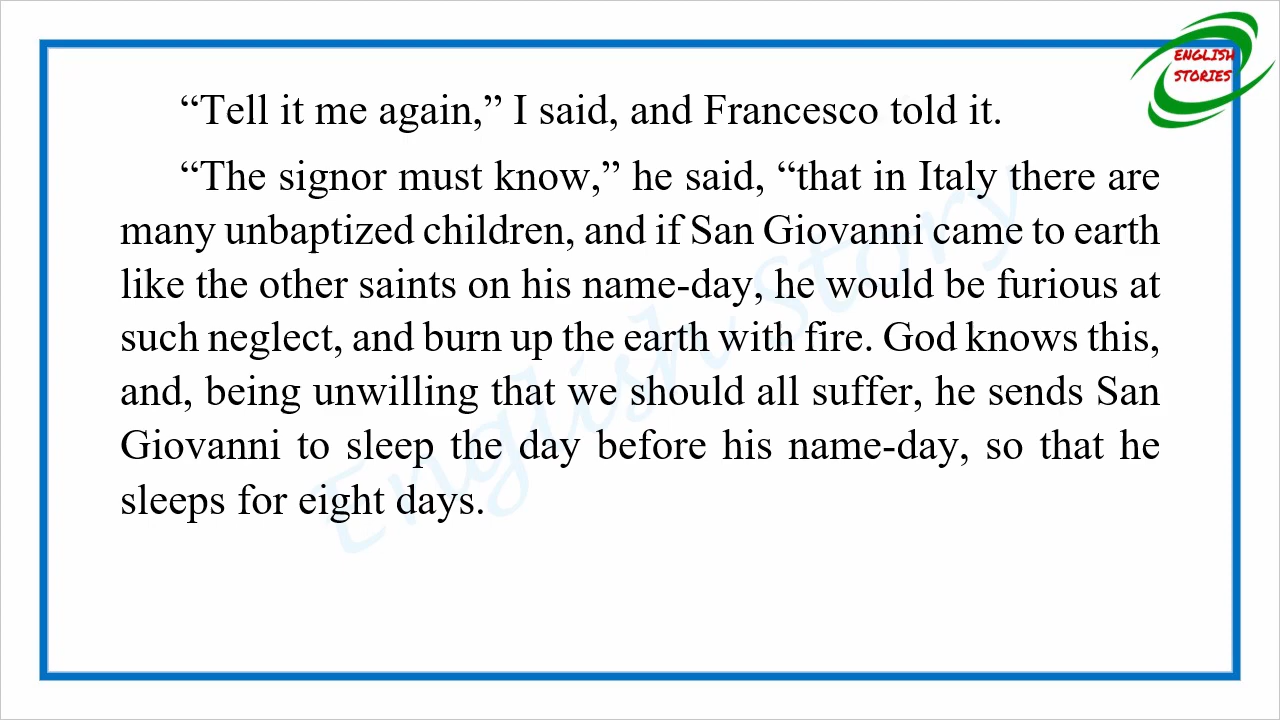 ENGLISH
STORIES
“Tell it me again,” I said, and Francesco told it.
“The signor must know,” he said, “that in Italy there are
many unbaptized children, and if San Giovanni came to earth
like the other saints on his name-day, he would be furious at
such neglect, and burn up the earth with fire. God knows this,
and, being unwilling that we should all suffer, he sends San
Giovanni to sleep the day before his name-day, so that he
sleeps for eight days.
English Story